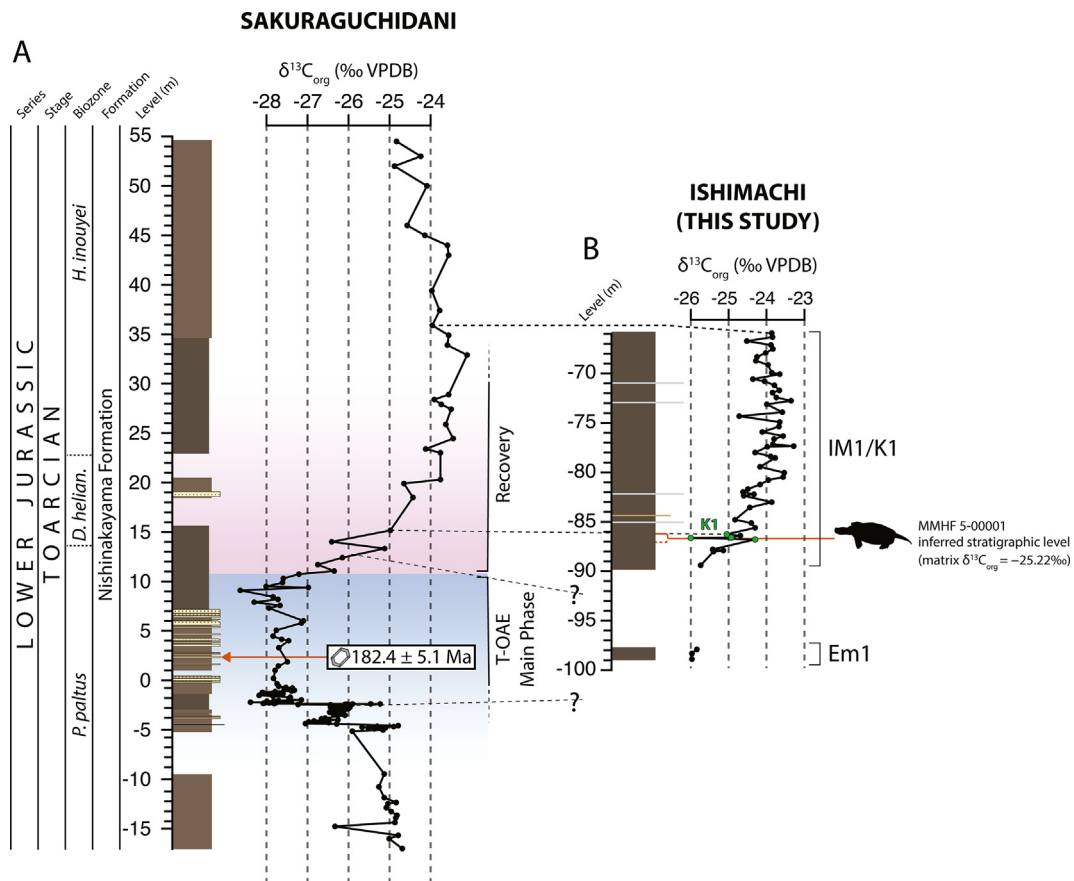 SAKURAGUCHIDANI
A
δ13Corg (‰ VPDB)
Series
Stage
Biozone
Formation
Level (m)
-28 -27 -26 -25 -24
55
50
45
40
35
30
25
20
15
10
5
0
-5
-10
-15
LOWER JURASSIC
TOARCIAN
H. inouyei
D. helian.
P. paltus
Nishinakayama Formation
Recovery
T-OAE
Main Phase
182.4 ± 5.1 Ma
ISHIMACHI
(THIS STUDY)
B
δ13Corg (‰ VPDB)
Level (m)
-26 -25 -24 -23
-70
-75
-80
-85
-90
-95
-100
IM1/K1
K1
MMHF 5-00001
inferred stratigraphic level
(matrix δ13Corg = −25.22‰)
?
Em1
?